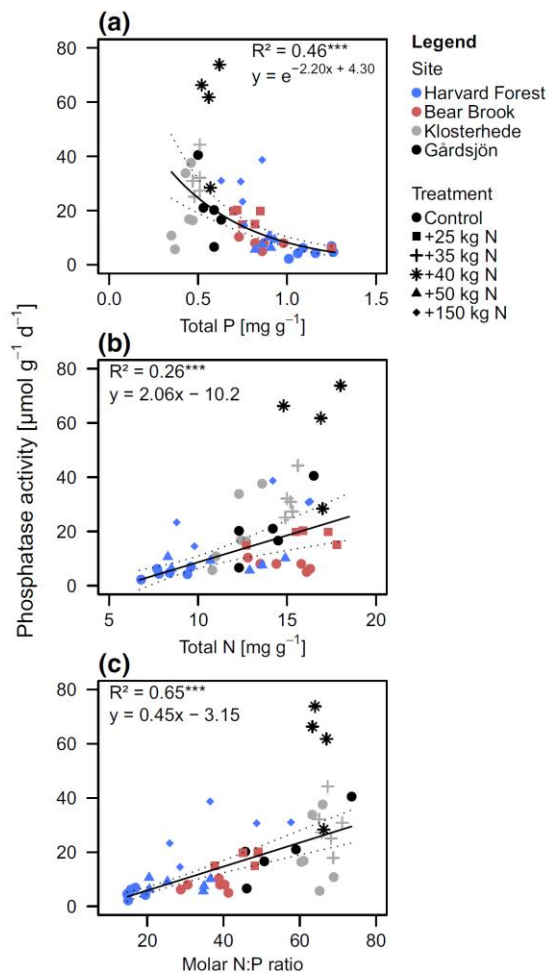 (a)
R² = 0.46***
y = e^−2.20x + 4.30
80
60
40
20
0
0.0 0.5 1.0 1.5
Total P [mg g⁻¹]
Legend
Site
Harvard Forest
Bear Brook
Klosterhede
Gårdsjön
Treatment
Control
+25 kg N
+35 kg N
+40 kg N
+50 kg N
+150 kg N
Phosphatase activity [µmol g⁻¹ d⁻¹]
(b)
R² = 0.26***
y = 2.06x − 10.2
80
60
40
20
0
5 10 15 20
Total N [mg g⁻¹]
(c)
R² = 0.65***
y = 0.45x − 3.15
80
60
40
20
0
20 40 60 80
Molar N:P ratio